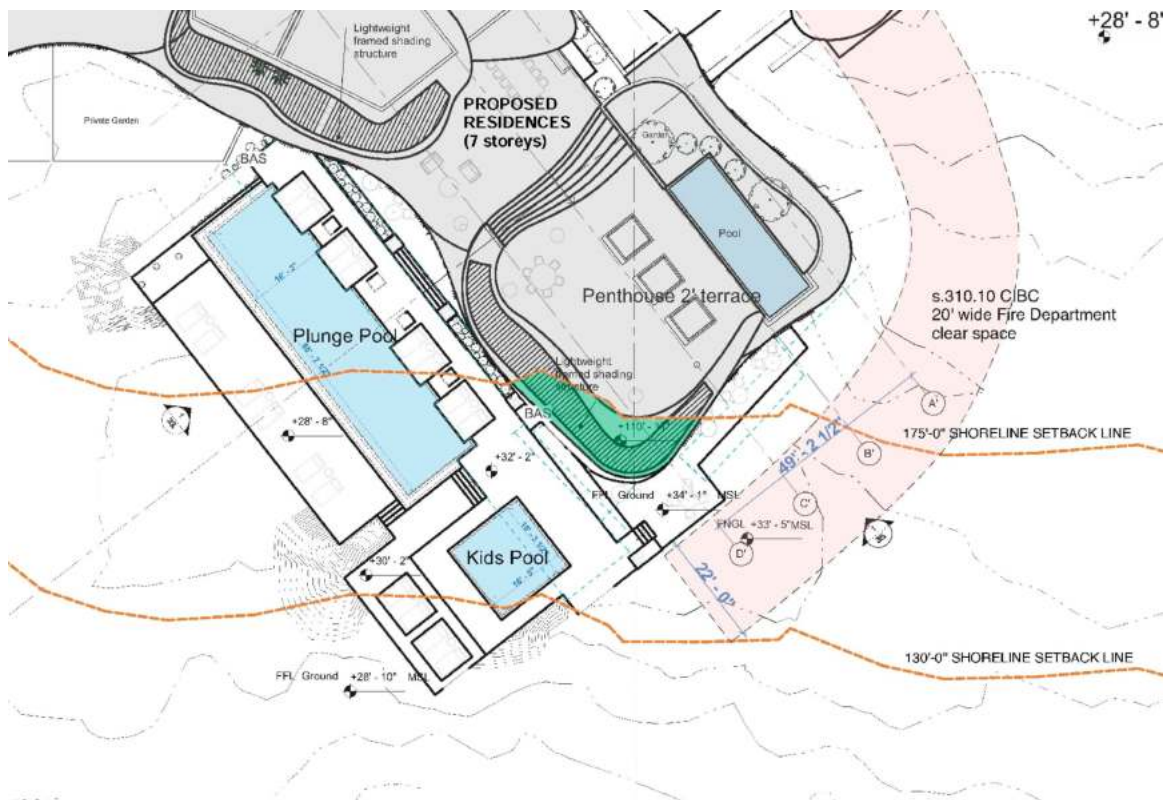 +28' - 8"
Lightweight
framed shading
structure
PROPOSED
RESIDENCES
(7 storeys)
Private Garden
BAS
Garden
Pool
Penthouse 2' terrace
s.310.10 CIBC
20' wide Fire Department
clear space
16' - 2"
Plunge Pool
Lightweight
framed shading
structure
A'
175'-0" SHORELINE SETBACK LINE
BAS
+28' - 8"
49' - 2 1/2"
B'
+32' - 2"
C'
FFL Ground +34' - 1" MSL
FNGL +33' - 5"MSL
D'
Kids Pool
+30' - 2"
22' - 0"
130'-0" SHORELINE SETBACK LINE
FFL Ground +28' - 10" MSL